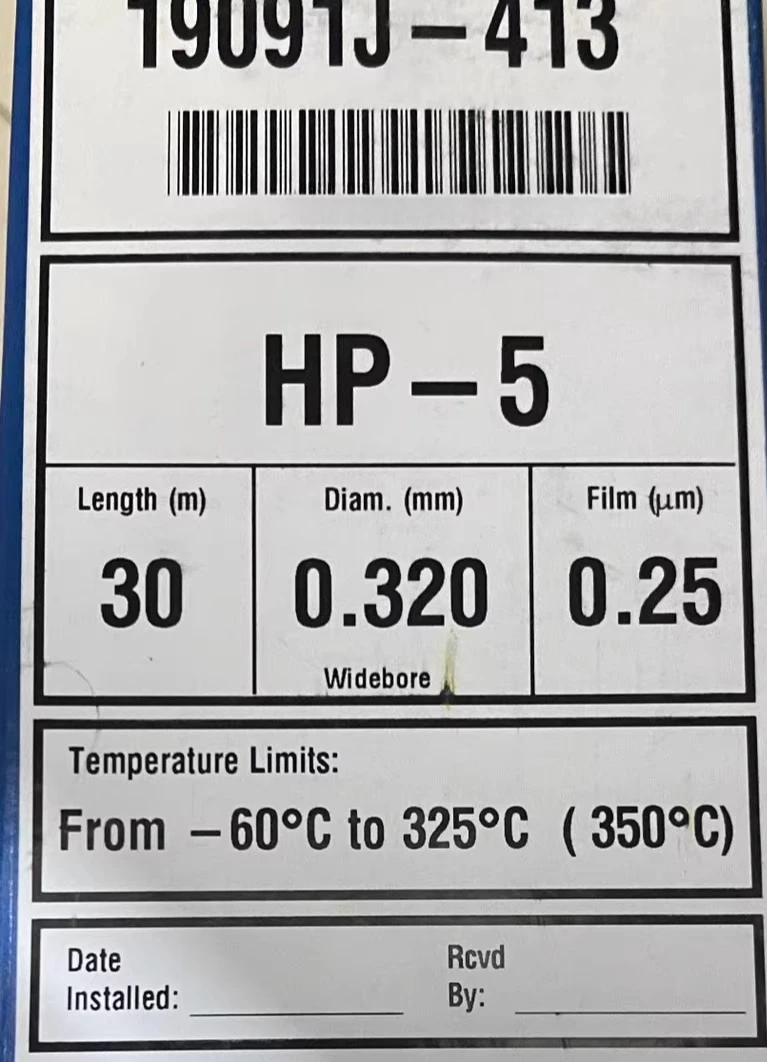 19091J – 413
HP – 5
Length (m) Diam. (mm) Film (μm)
30 0.320 0.25
Widebore
Temperature Limits:
From – 60°C to 325°C ( 350°C)
Date Rcvd
Installed: By: